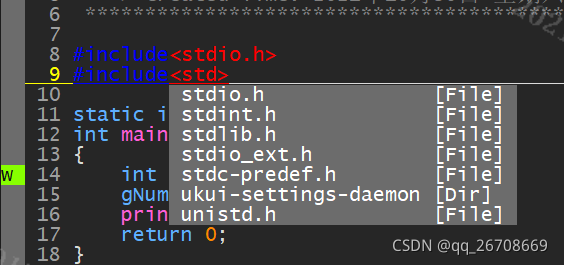 6 *****************************************
8 #include<stdio.h>
9 #include<std>
10 stdio.h [File]
11 static i stdint.h [File]
12 int main stdlib.h [File]
13 { stdio_ext.h [File]
W 14 int stdc-predef.h [File]
15 gNum ukui-settings-daemon [Dir]
16 prin unistd.h [File]
17 return 0;
18 }
CSDN @qq_26708669